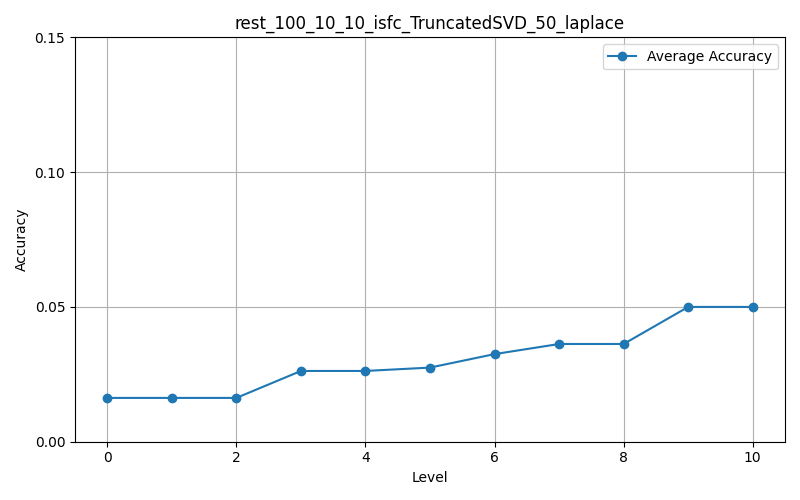 rest_100_10_10_isfc_TruncatedSVD_50_laplace
Average Accuracy
0.15
0.10
0.05
0.00
Accuracy
0 2 4 6 8 10
Level